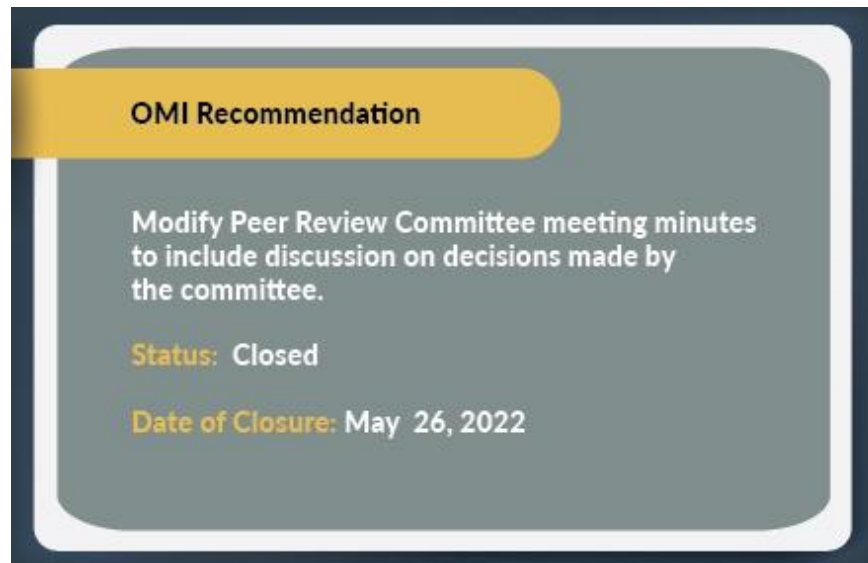 OMI Recommendation
Modify Peer Review Committee meeting minutes
to include discussion on decisions made by
the committee.
Status: Closed
Date of Closure: May 26, 2022